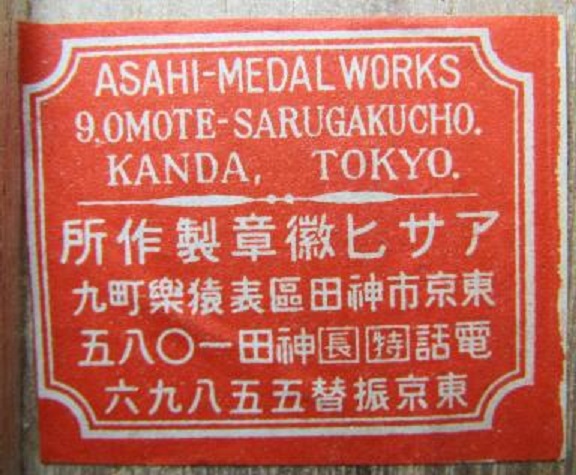 ASAHI-MEDAL WORKS
9.OMOTE-SARUGAKUCHO.
KANDA, TOKYO.
アサヒ徽章製作所
東京市神田區表猿樂町九
電話特長神田一〇八五
東京振替五五八九六